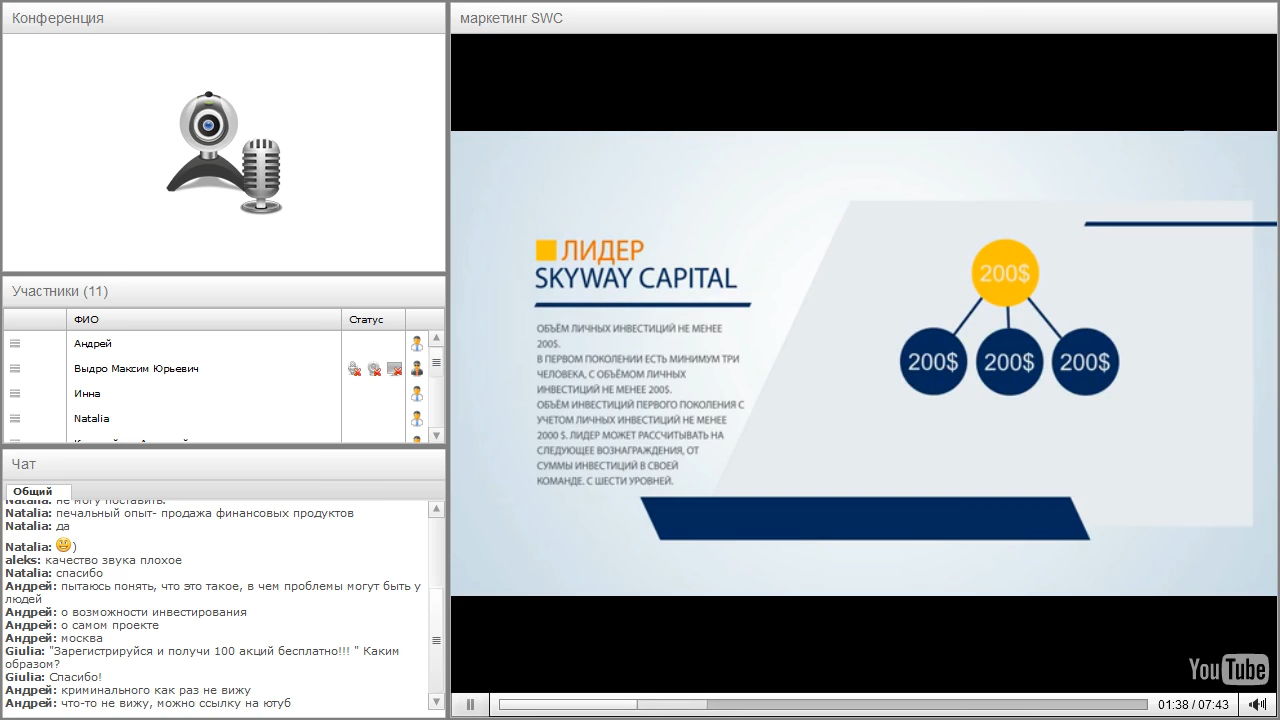 Конференция
маркетинг SWC
Участники (11)
ФИО
Статус
Андрей
Выдро Максим Юрьевич
Инна
Natalia
Чат
Общий
Natalia: не могу поставить.
Natalia: печальный опыт- продажа финансовых продуктов
Natalia: да
Natalia: )
aleks: качество звука плохое
Natalia: спасибо
Андрей: пытаюсь понять, что это такое, в чем проблемы могут быть у
людей
Андрей: о возможности инвестирования
Андрей: о самом проекте
Андрей: москва
Giulia: "Зарегистрируйся и получи 100 акций бесплатно!!! " Каким
образом?
Giulia: Спасибо!
Андрей: криминального как раз не вижу
Андрей: что-то не вижу, можно ссылку на ютуб
ЛИДЕР
SKYWAY CAPITAL
ОБЪЁМ ЛИЧНЫХ ИНВЕСТИЦИЙ НЕ МЕНЕЕ
200$.
В ПЕРВОМ ПОКОЛЕНИИ ЕСТЬ МИНИМУМ ТРИ
ЧЕЛОВЕКА, С ОБЪЁМОМ ЛИЧНЫХ
ИНВЕСТИЦИЙ НЕ МЕНЕЕ 200$.
ОБЪЁМ ИНВЕСТИЦИЙ ПЕРВОГО ПОКОЛЕНИЯ С
УЧЕТОМ ЛИЧНЫХ ИНВЕСТИЦИЙ НЕ МЕНЕЕ
2000 $. ЛИДЕР МОЖЕТ РАССЧИТЫВАТЬ НА
СЛЕДУЮЩЕЕ ВОЗНАГРАЖДЕНИЯ, ОТ
СУММЫ ИНВЕСТИЦИЙ В СВОЕЙ
КОМАНДЕ. С ШЕСТИ УРОВНЕЙ.
200$
200$ 200$ 200$
YouTube
01:38 / 07:43